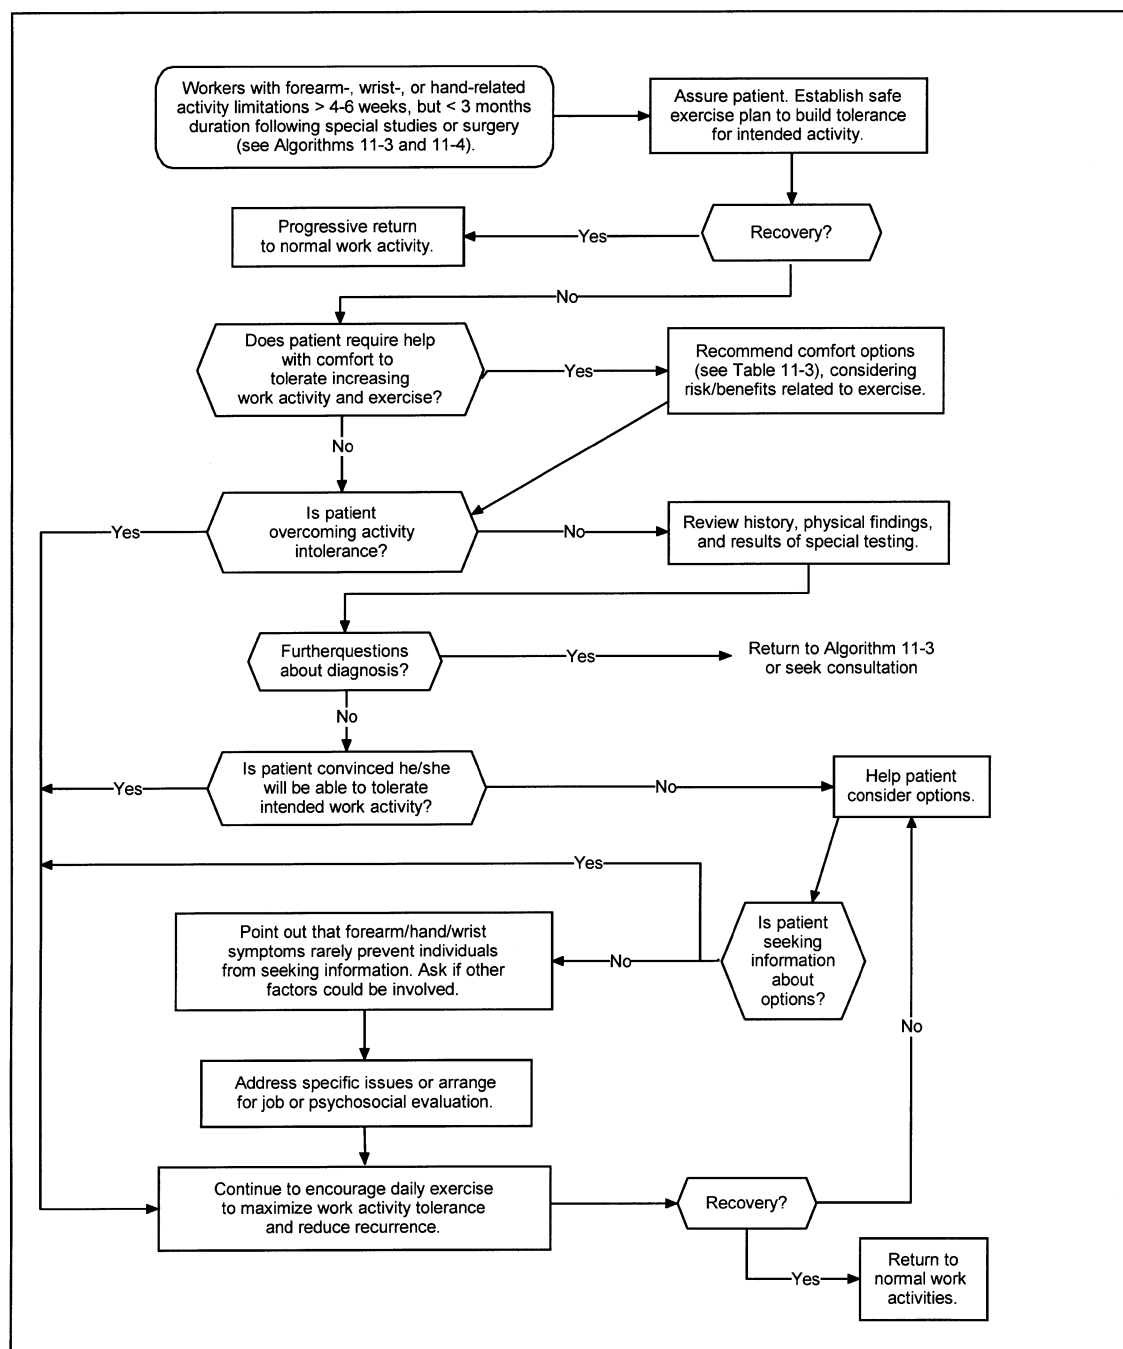 Workers with forearm-, wrist-, or hand-related
activity limitations > 4-6 weeks, but < 3 months
duration following special studies or surgery
(see Algorithms 11-3 and 11-4).
Assure patient. Establish safe
exercise plan to build tolerance
for intended activity.
Recovery?
Yes
Progressive return
to normal work activity.
No
Does patient require help
with comfort to
tolerate increasing
work activity and exercise?
Yes
Recommend comfort options
(see Table 11-3), considering
risk/benefits related to exercise.
No
Is patient
overcoming activity
intolerance?
Yes
No
Review history, physical findings,
and results of special testing.
Furtherquestions
about diagnosis?
Yes
Return to Algorithm 11-3
or seek consultation
No
Is patient convinced he/she
will be able to tolerate
intended work activity?
Yes
No
Help patient
consider options.
Yes
Is patient
seeking
information
about
options?
No
Point out that forearm/hand/wrist
symptoms rarely prevent individuals
from seeking information. Ask if other
factors could be involved.
Address specific issues or arrange
for job or psychosocial evaluation.
Continue to encourage daily exercise
to maximize work activity tolerance
and reduce recurrence.
Recovery?
No
Yes
Return to
normal work
activities.